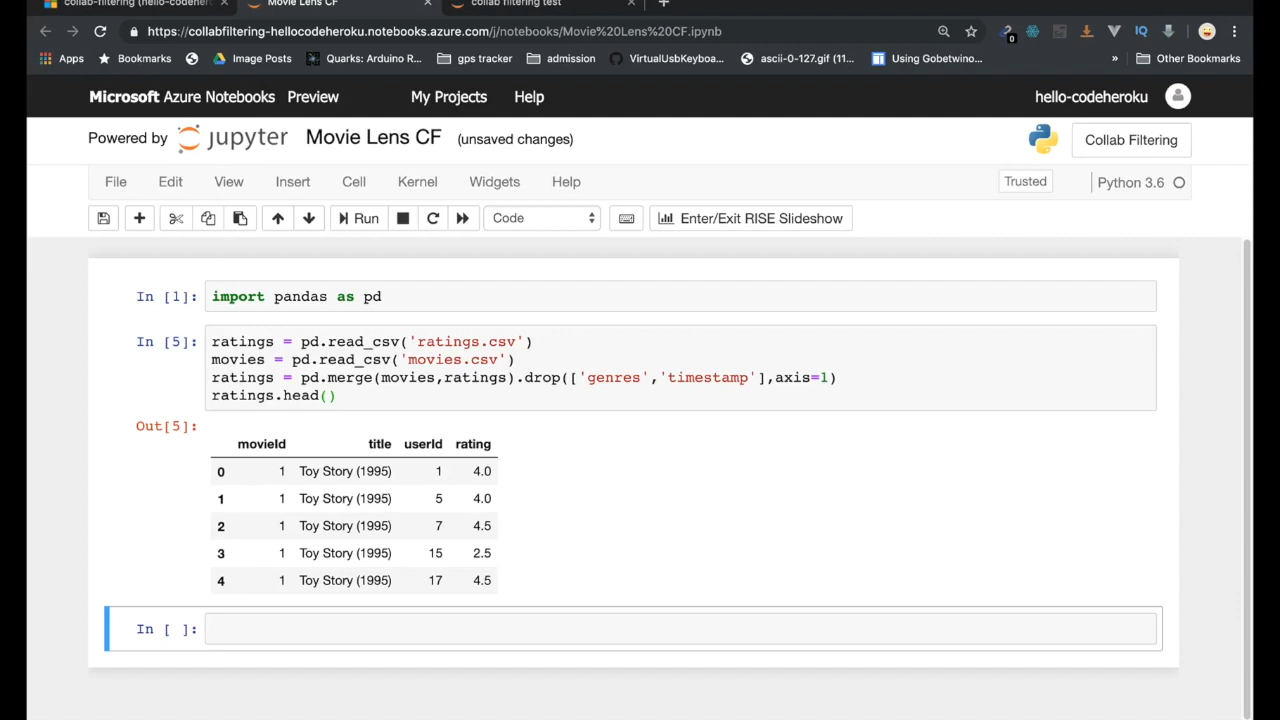 collab-filtering (hello-codeherok
Movie Lens CF
collab filtering test
https://collabfiltering-hellocodeheroku.notebooks.azure.com/j/notebooks/Movie%20Lens%20CF.ipynb
0
IQ
Apps
Bookmarks
Image Posts
Quarks: Arduino R...
gps tracker
admission
VirtualUsbKeyboa...
ascii-0-127.gif (11...
Using Gobetwino...
»
Other Bookmarks
Microsoft Azure Notebooks Preview My Projects Help hello-codeheroku
Powered by jupyter Movie Lens CF (unsaved changes) Collab Filtering
File Edit View Insert Cell Kernel Widgets Help Trusted Python 3.6
Run Code Enter/Exit RISE Slideshow
In [1]: import pandas as pd
In [5]: ratings = pd.read_csv('ratings.csv')
movies = pd.read_csv('movies.csv')
ratings = pd.merge(movies,ratings).drop(['genres','timestamp'],axis=1)
ratings.head()
Out[5]:
movieId title userId rating
0 1 Toy Story (1995) 1 4.0
1 1 Toy Story (1995) 5 4.0
2 1 Toy Story (1995) 7 4.5
3 1 Toy Story (1995) 15 2.5
4 1 Toy Story (1995) 17 4.5
In [ ]: